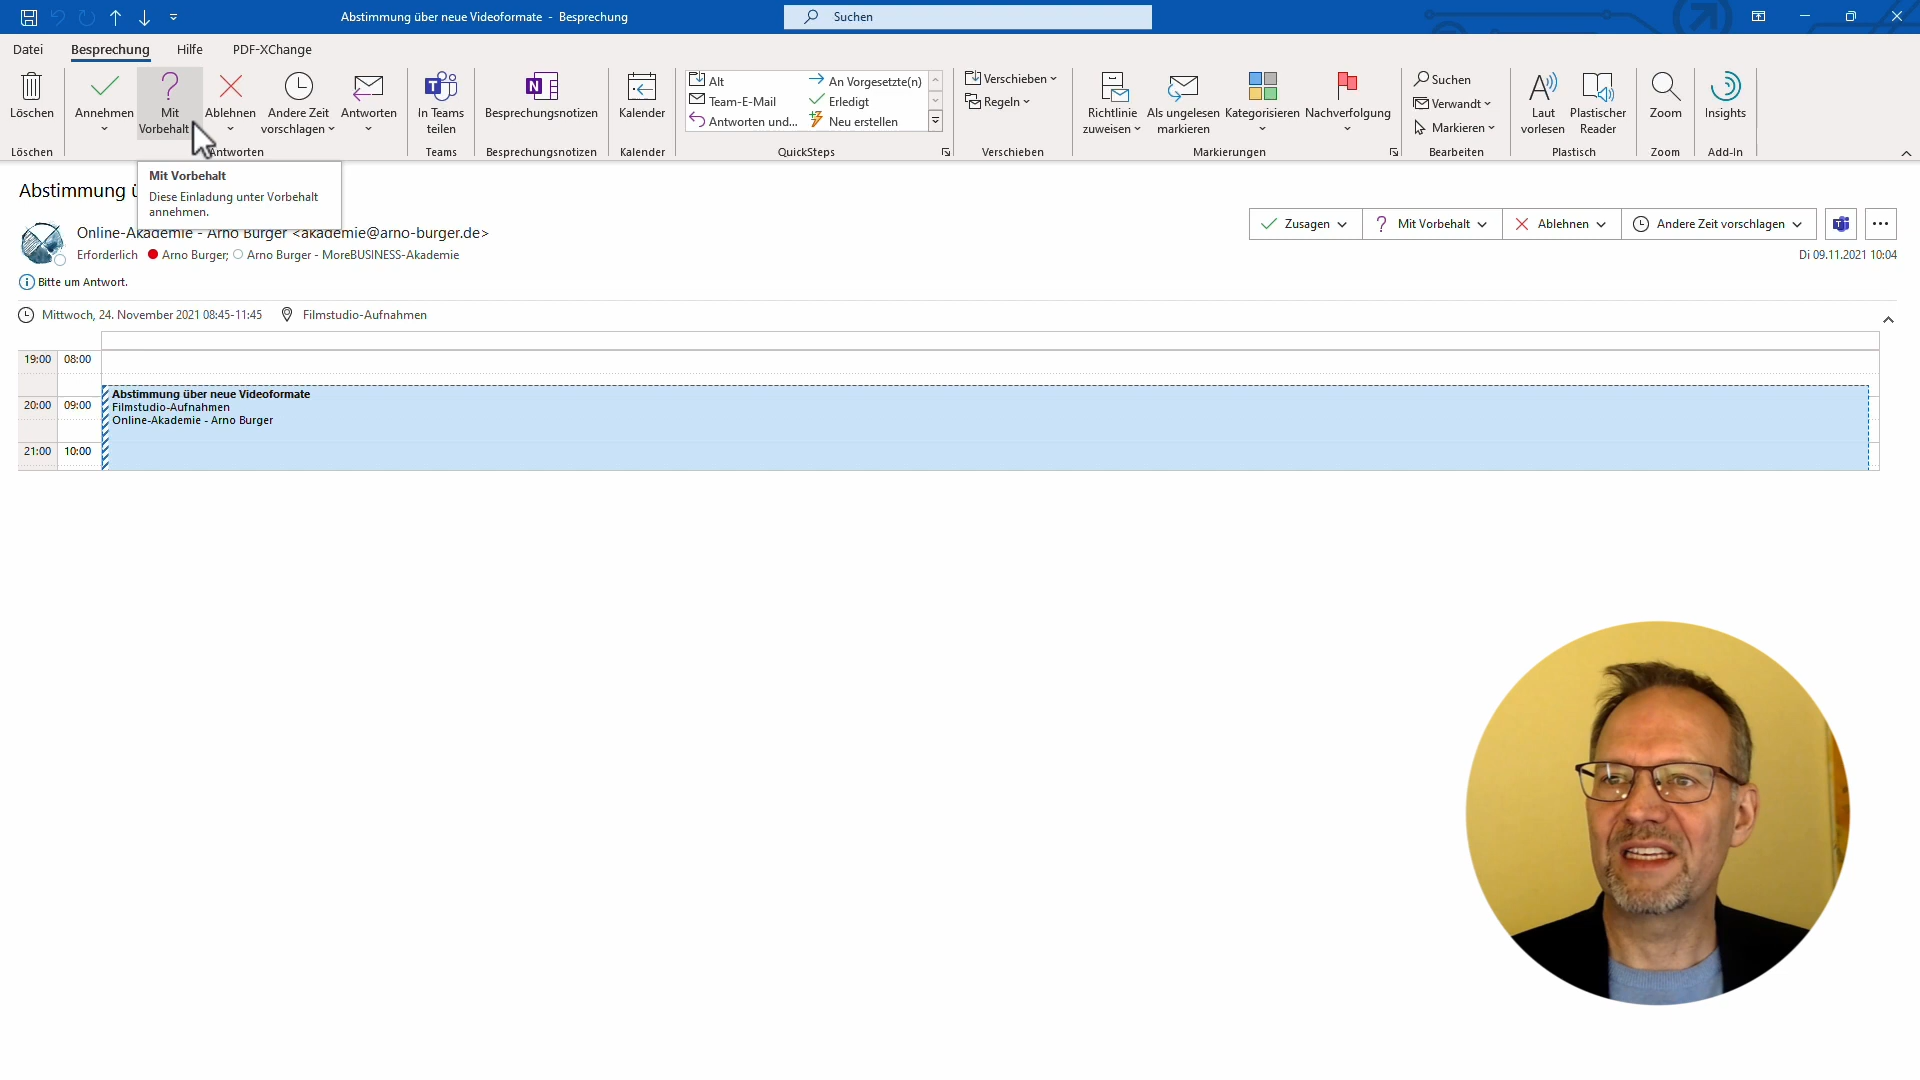 Abstimmung über neue Videoformate - Besprechung
Suchen
Datei Besprechung Hilfe PDF-XChange
Löschen
Löschen
Annehmen
Mit Vorbehalt
Ablehnen
Andere Zeit vorschlagen
Antworten
Antworten
In Teams teilen
Teams
Besprechungsnotizen
Besprechungsnotizen
Kalender
Kalender
Alt
Team-E-Mail
Antworten und...
An Vorgesetzte(n)
Erledigt
Neu erstellen
QuickSteps
Verschieben
Regeln
Verschieben
Richtlinie zuweisen
Als ungelesen markieren
Kategorisieren
Nachverfolgung
Markierungen
Suchen
Verwandt
Markieren
Bearbeiten
Laut vorlesen
Plastischer Reader
Plastisch
Zoom
Zoom
Insights
Add-In
Mit Vorbehalt
Diese Einladung unter Vorbehalt
annehmen.
Abstimmung
Online-Akademie - Arno Burger <akademie@arno-burger.de>
Erforderlich Arno Burger; Arno Burger - MoreBUSINESS-Akademie
Zusagen Mit Vorbehalt Ablehnen Andere Zeit vorschlagen
Di 09.11.2021 10:04
Bitte um Antwort.
Mittwoch, 24. November 2021 08:45-11:45 Filmstudio-Aufnahmen
19:00 08:00
20:00 09:00
21:00 10:00
Abstimmung über neue Videoformate
Filmstudio-Aufnahmen
Online-Akademie - Arno Burger